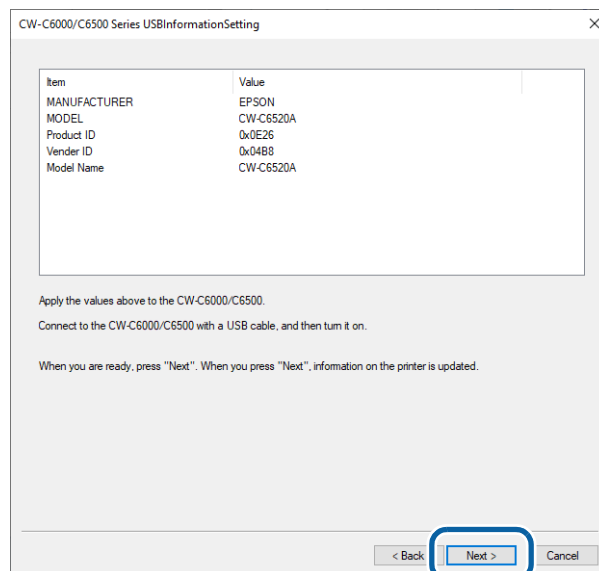 CW-C6000/C6500 Series USBInformationSetting
Item Value
MANUFACTURER EPSON
MODEL CW-C6520A
Product ID 0x0E26
Vender ID 0x04B8
Model Name CW-C6520A
Apply the values above to the CW-C6000/C6500.
Connect to the CW-C6000/C6500 with a USB cable, and then turn it on.
When you are ready, press "Next". When you press "Next", information on the printer is updated.
< Back Next > Cancel